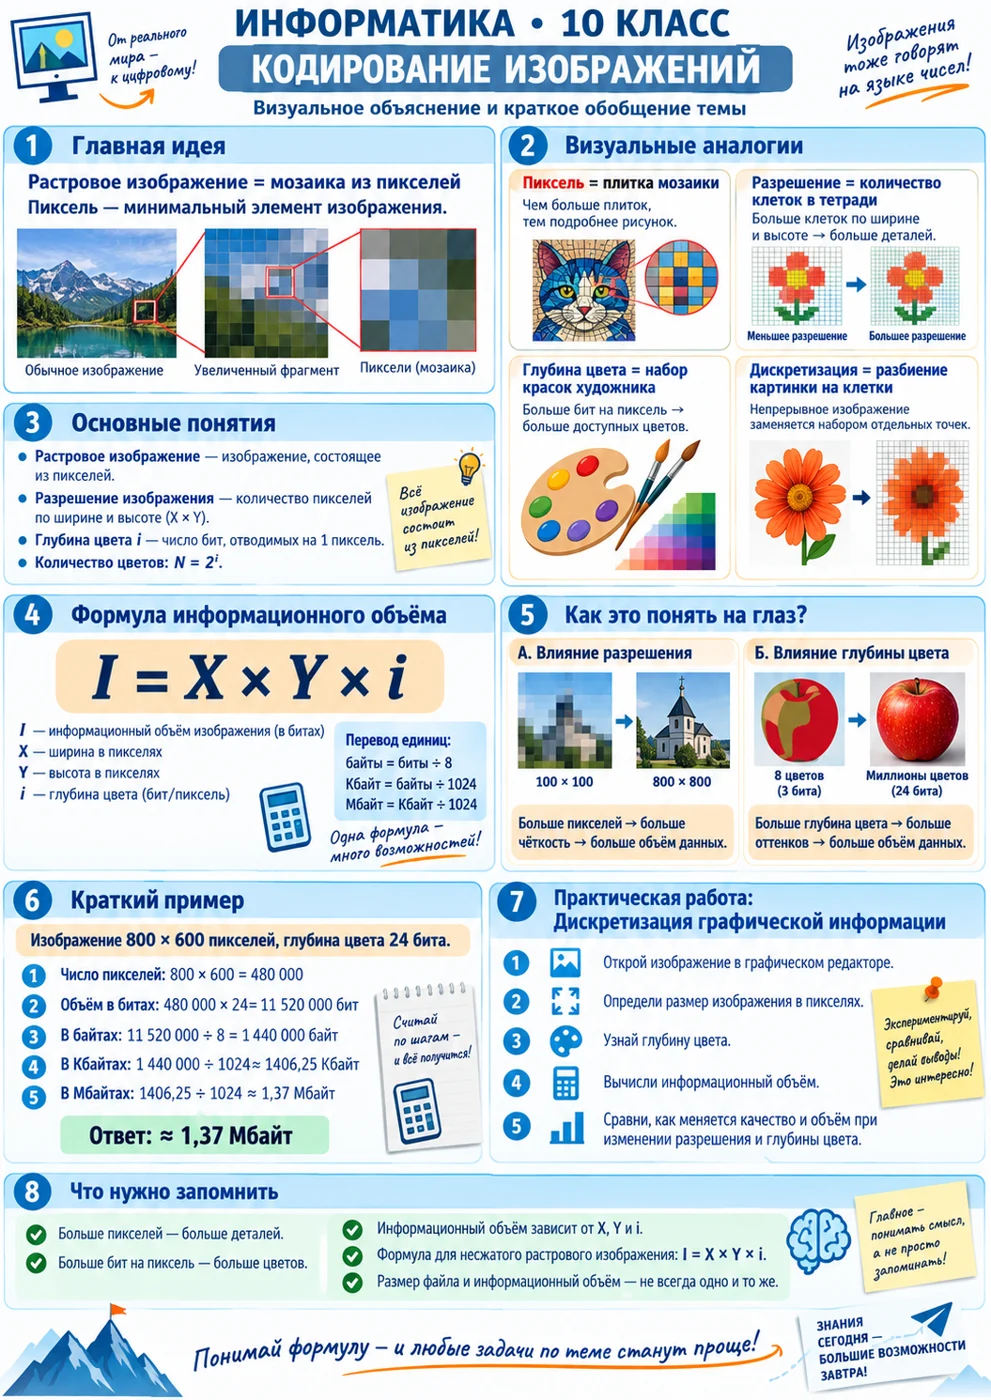 От реального
мира –
к цифровому!
ИНФОРМАТИКА • 10 КЛАСС
КОДИРОВАНИЕ ИЗОБРАЖЕНИЙ
Визуальное объяснение и краткое обобщение темы
Изображения
тоже говорят
на языке чисел!
1 Главная идея
Растровое изображение = мозаика из пикселей
Пиксель — минимальный элемент изображения.
Обычное изображение
Увеличенный фрагмент
Пиксели (мозаика)
2 Визуальные аналогии
Пиксель = плитка мозаики
Чем больше плиток,
тем подробнее рисунок.
Разрешение = количество
клеток в тетради
Больше клеток по ширине
и высоте → больше деталей.
Меньшее разрешение
Большее разрешение
Глубина цвета = набор
красок художника
Больше бит на пиксель →
больше доступных цветов.
Дискретизация = разбиение
картинки на клетки
Непрерывное изображение
заменяется набором отдельных точек.
3 Основные понятия
• Растровое изображение — изображение, состоящее
из пикселей.
• Разрешение изображения — количество пикселей
по ширине и высоте (X × Y).
• Глубина цвета i — число бит, отводимых на 1 пиксель.
• Количество цветов: N = 2ⁱ.
Всё
изображение
состоит
из пикселей!
4 Формула информационного объёма
I = X × Y × i
I — информационный объём изображения (в битах)
X — ширина в пикселях
Y — высота в пикселях
i — глубина цвета (бит/пиксель)
Перевод единиц:
байты = биты ÷ 8
Кбайт = байты ÷ 1024
Мбайт = Кбайт ÷ 1024
Одна формула –
много возможностей!
5 Как это понять на глаз?
А. Влияние разрешения
100 × 100
800 × 800
Больше пикселей → больше
чёткость → больше объём данных.
Б. Влияние глубины цвета
8 цветов
(3 бита)
Миллионы цветов
(24 бита)
Больше глубина цвета → больше
оттенков → больше объём данных.
6 Краткий пример
Изображение 800 × 600 пикселей, глубина цвета 24 бита.
1 Число пикселей: 800 × 600 = 480 000
2 Объём в битах: 480 000 × 24= 11 520 000 бит
3 В байтах: 11 520 000 ÷ 8 = 1 440 000 байт
4 В Кбайтах: 1 440 000 ÷ 1024≈ 1406,25 Кбайт
5 В Мбайтах: 1406,25 ÷ 1024 ≈ 1,37 Мбайт
Ответ: ≈ 1,37 Мбайт
Считай
по шагам –
и всё получится!
7 Практическая работа:
Дискретизация графической информации
1 Открой изображение в графическом редакторе.
2 Определи размер изображения в пикселях.
3 Узнай глубину цвета.
4 Вычисли информационный объём.
5 Сравни, как меняется качество и объём при
изменении разрешения и глубины цвета.
Экспериментируй,
сравнивай,
делай выводы!
Это интересно!
8 Что нужно запомнить
Больше пикселей — больше деталей.
Больше бит на пиксель — больше цветов.
Информационный объём зависит от X, Y и i.
Формула для несжатого растрового изображения: I = X × Y × i.
Размер файла и информационный объём — не всегда одно и то же.
Главное –
понимать смысл,
а не просто
запоминать!
Понимай формулу – и любые задачи по теме станут проще!
ЗНАНИЯ
СЕГОДНЯ —
БОЛЬШИЕ ВОЗМОЖНОСТИ
ЗАВТРА!